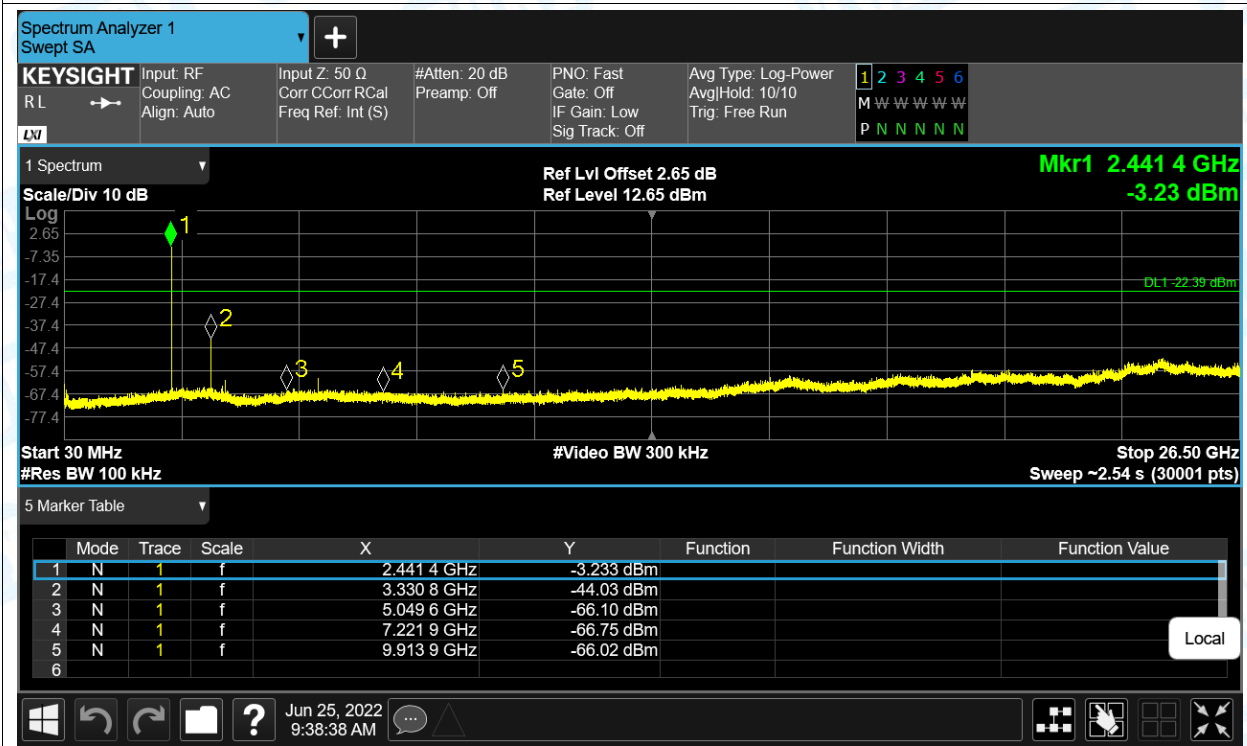 Spectrum Analyzer 1
Swept SA
+
KEYSIGHT Input: RF Input Z: 50 Ω #Atten: 20 dB PNO: Fast Avg Type: Log-Power 1 2 3 4 5 6
R L Coupling: AC Corr CCorr RCal Preamp: Off Gate: Off Avg|Hold: 10/10 M W W W W W
Align: Auto Freq Ref: Int (S) IF Gain: Low Trig: Free Run
LXI Sig Track: Off P N N N N N
1 Spectrum
Ref Lvl Offset 2.65 dB Mkr1 2.441 4 GHz
Scale/Div 10 dB Ref Level 12.65 dBm -3.23 dBm
Log
1
2.65
-7.35
-17.4 DL1 -22.39 dBm
-27.4
2
-37.4
-47.4
3 4 5
-57.4
-67.4
-77.4
Start 30 MHz #Video BW 300 kHz Stop 26.50 GHz
#Res BW 100 kHz Sweep ~2.54 s (30001 pts)
5 Marker Table
Mode Trace Scale X Y Function Function Width Function Value
1 N 1 f 2.441 4 GHz -3.233 dBm
2 N 1 f 3.330 8 GHz -44.03 dBm
3 N 1 f 5.049 6 GHz -66.10 dBm
4 N 1 f 7.221 9 GHz -66.75 dBm
5 N 1 f 9.913 9 GHz -66.02 dBm
6
Local
? Jun 25, 2022
9:38:38 AM